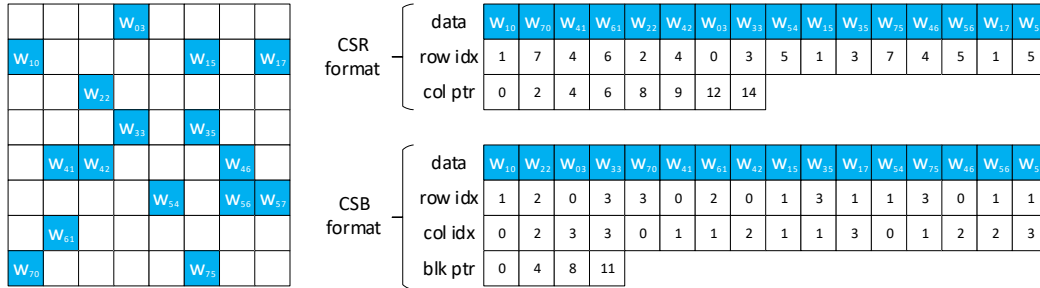 W03
W10 W15 W17
W22
W33 W35
W41 W42 W46
W54 W56 W57
W61
W70 W75
CSR format
data W10 W70 W41 W61 W22 W42 W03 W33 W54 W15 W35 W75 W46 W56 W17 W5
row idx 1 7 4 6 2 4 0 3 5 1 3 7 4 5 1 5
col ptr 0 2 4 6 8 9 12 14
CSB format
data W10 W22 W03 W33 W70 W41 W61 W42 W15 W35 W17 W54 W75 W46 W56 W5
row idx 1 2 0 3 3 0 2 0 1 3 1 1 3 0 1 1
col idx 0 2 3 3 0 1 1 2 1 1 3 0 1 2 2 3
blk ptr 0 4 8 11